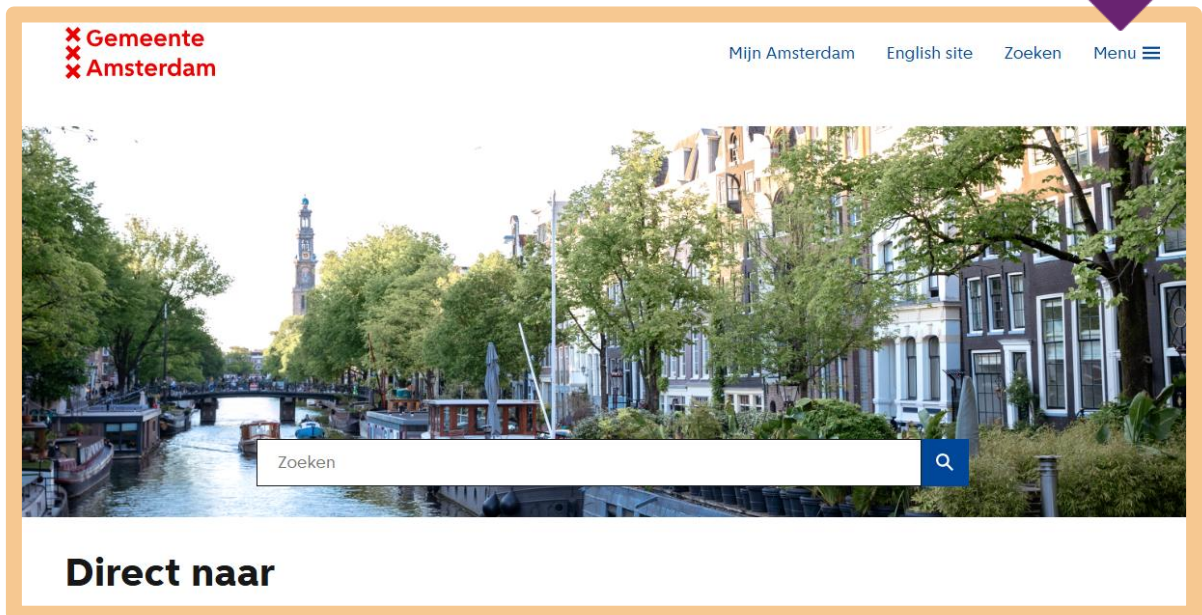 Gemeente
Amsterdam
Mijn Amsterdam English site Zoeken Menu
Zoeken
Direct naar